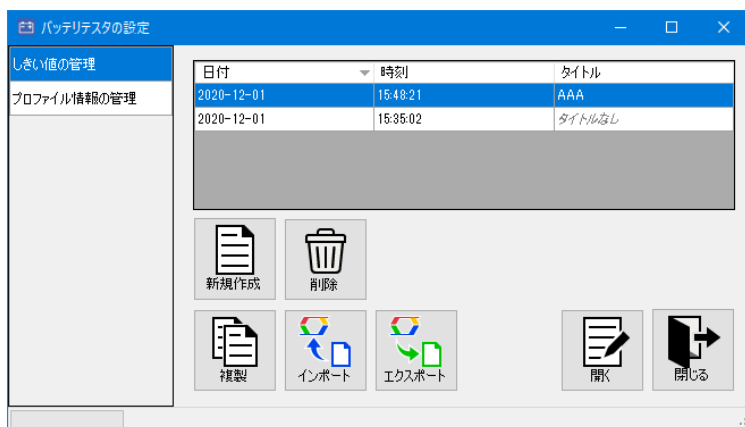 バッテリテスタの設定
しきい値の管理
プロファイル情報の管理
日付 時刻 タイトル
2020-12-01 15:48:21 AAA
2020-12-01 15:35:02 タイトルなし
新規作成 削除
複製 インポート エクスポート 開く 閉じる